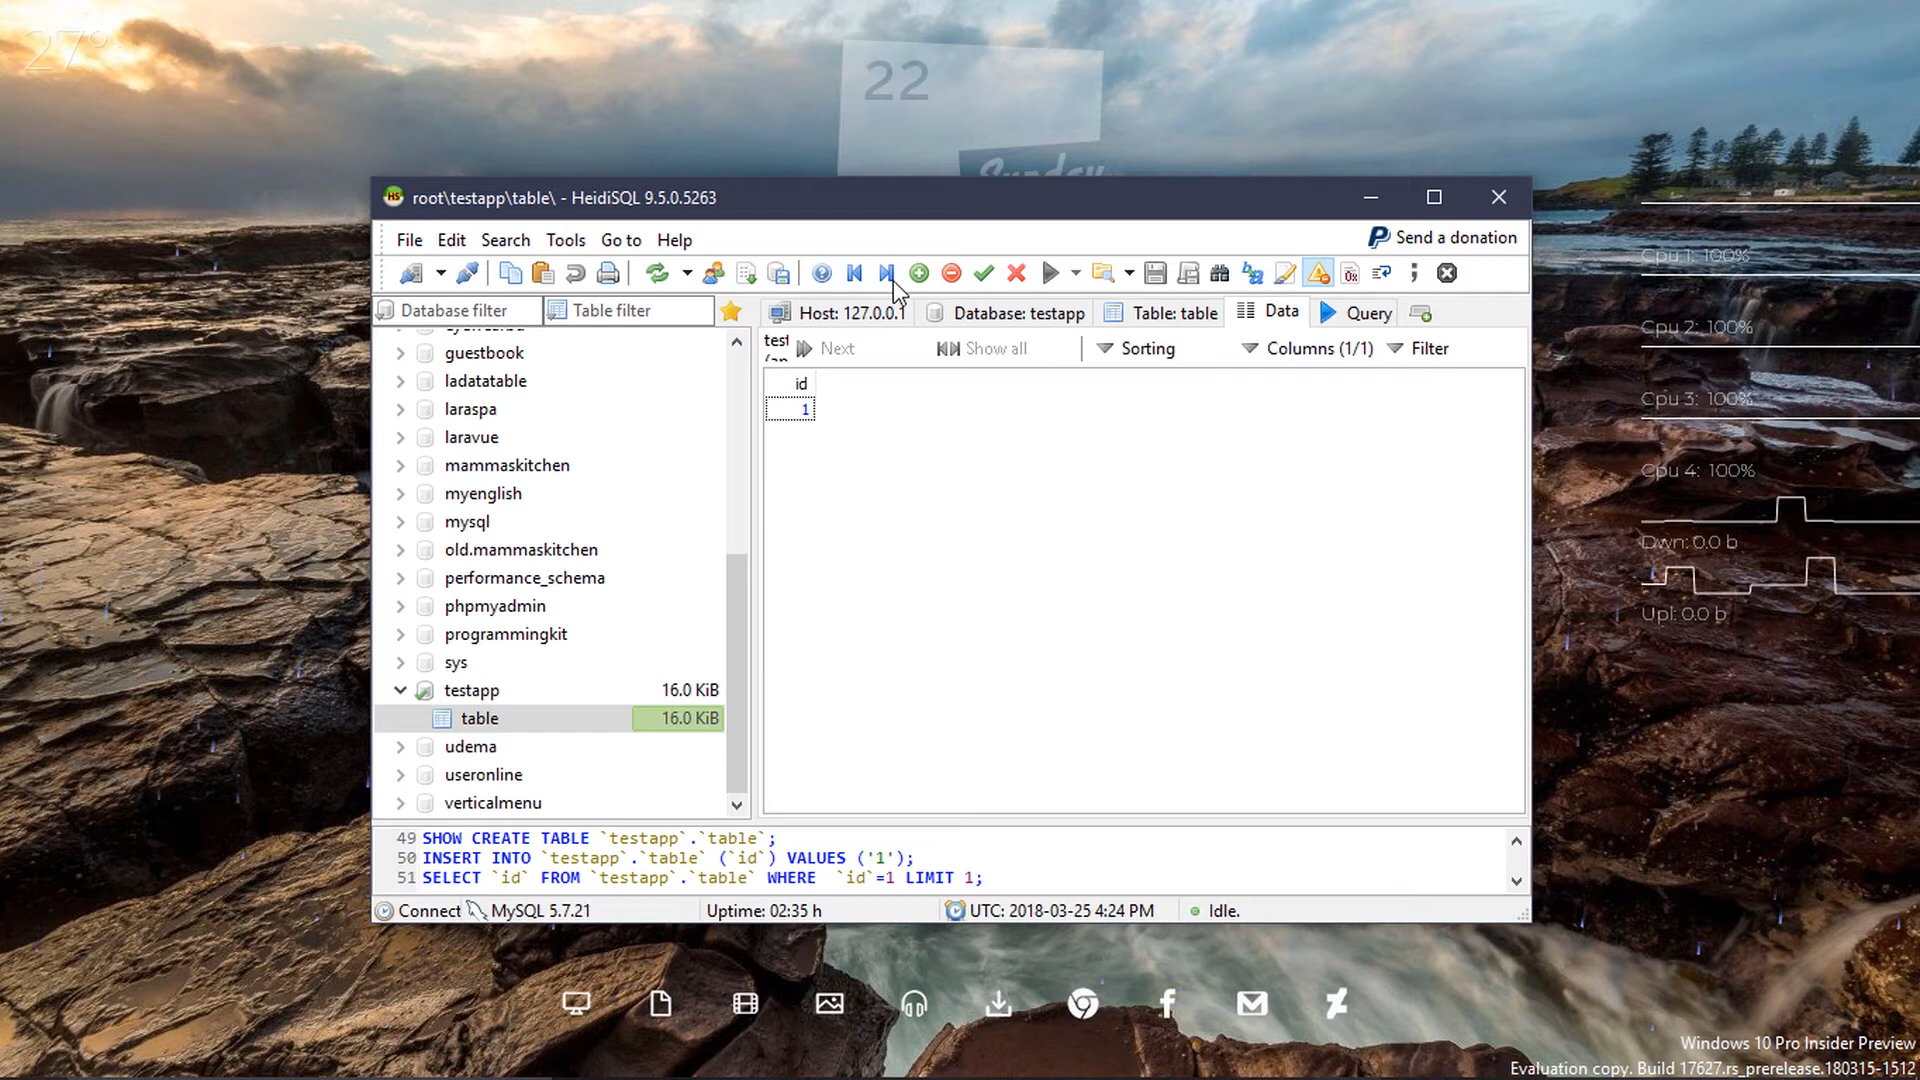 27°
22
Sunday
HS root\testapp\table\ - HeidiSQL 9.5.0.5263
File Edit Search Tools Go to Help
Send a donation
Database filter Table filter
Host: 127.0.0.1 Database: testapp Table: table Data Query
Next Show all Sorting Columns (1/1) Filter
id
1
guestbook
ladatatable
laraspa
laravue
mammaskitchen
myenglish
mysql
old.mammaskitchen
performance_schema
phpmyadmin
programmingkit
sys
testapp 16.0 KiB
table 16.0 KiB
udema
useronline
verticalmenu
49 SHOW CREATE TABLE `testapp`.`table`;
50 INSERT INTO `testapp`.`table` (`id`) VALUES ('1');
51 SELECT `id` FROM `testapp`.`table` WHERE `id`=1 LIMIT 1;
Connect MySQL 5.7.21 Uptime: 02:35 h UTC: 2018-03-25 4:24 PM Idle.
Cpu 1: 100%
Cpu 2: 100%
Cpu 3: 100%
Cpu 4: 100%
Dwn: 0.0 b
Upl: 0.0 b
Windows 10 Pro Insider Preview
Evaluation copy. Build 17627.rs_prerelease.180315-1512